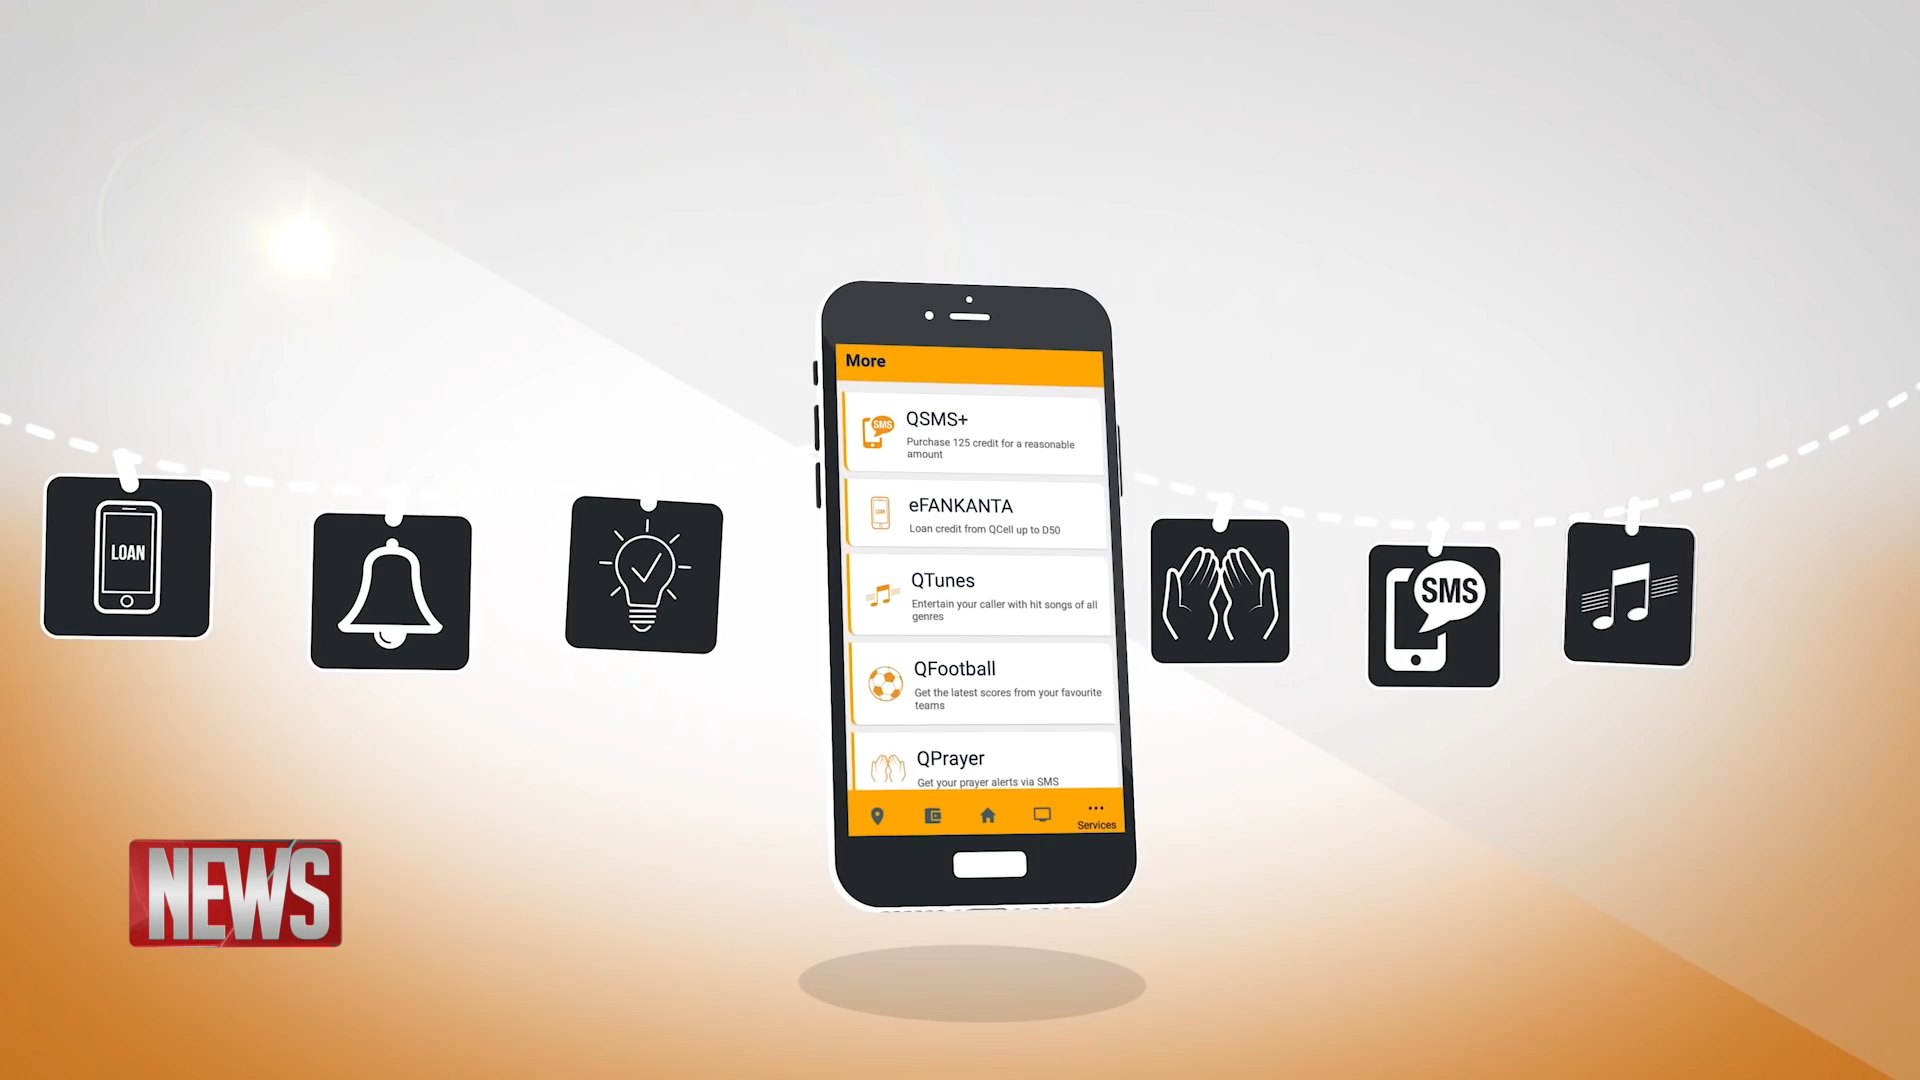 More
QSMS+
Purchase 125 credit for a reasonable
amount
eFANKANTA
Loan credit from QCell up to D50
QTunes
Entertain your caller with hit songs of all
genres
QFootball
Get the latest scores from your favourite
teams
QPrayer
Get your prayer alerts via SMS
Services
SMS
LOAN
LOAN
SMS
NEWS